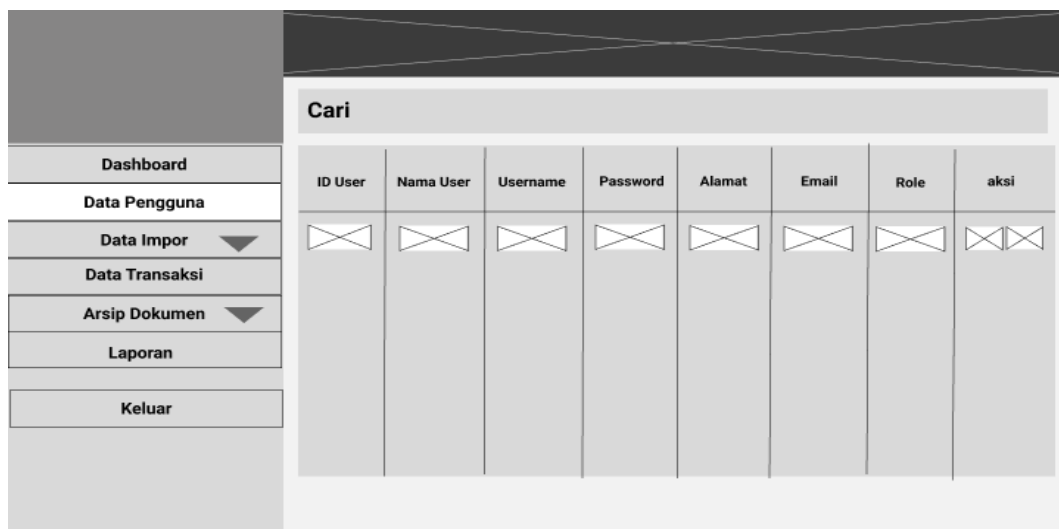 Cari
Dashboard
Data Pengguna
Data Impor
Data Transaksi
Arsip Dokumen
Laporan
Keluar
ID User Nama User Username Password Alamat Email Role aksi